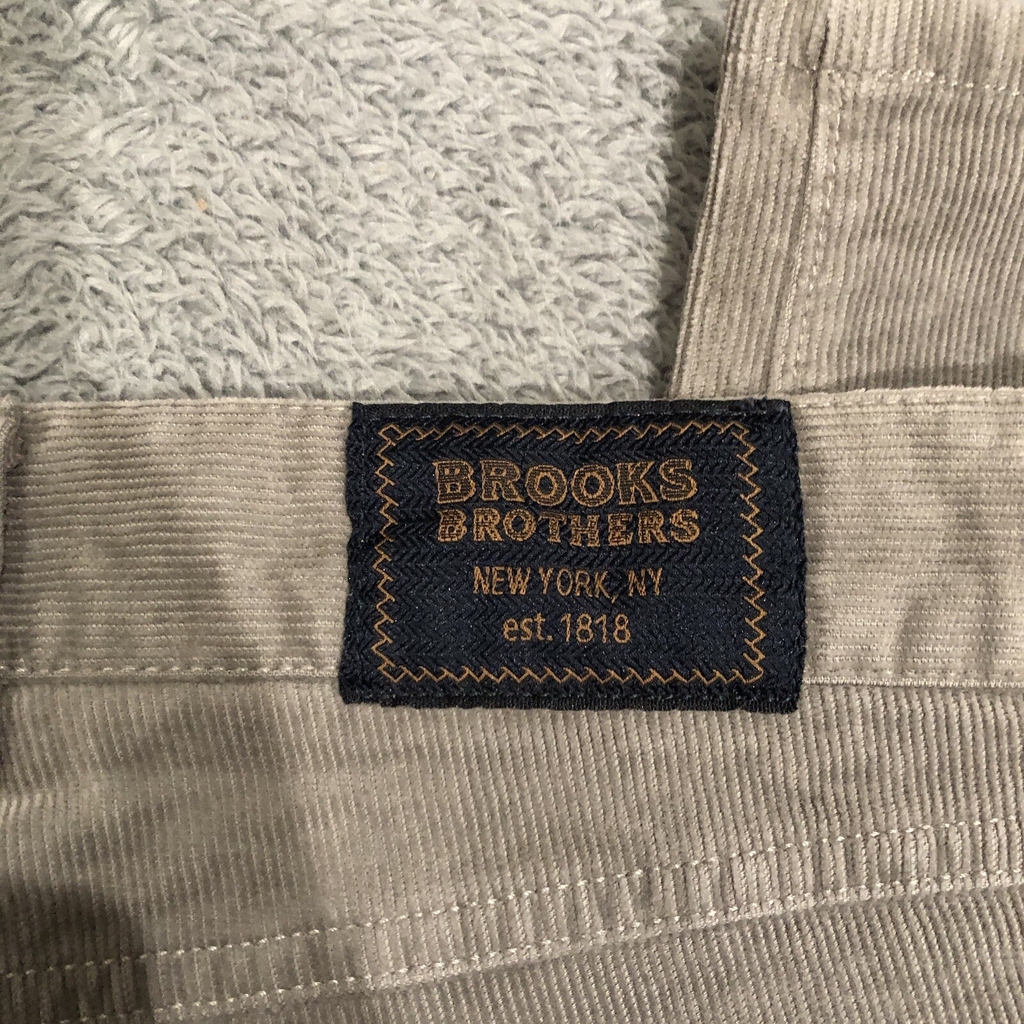 BROOKS
BROTHERS
NEW YORK, NY
est. 1818